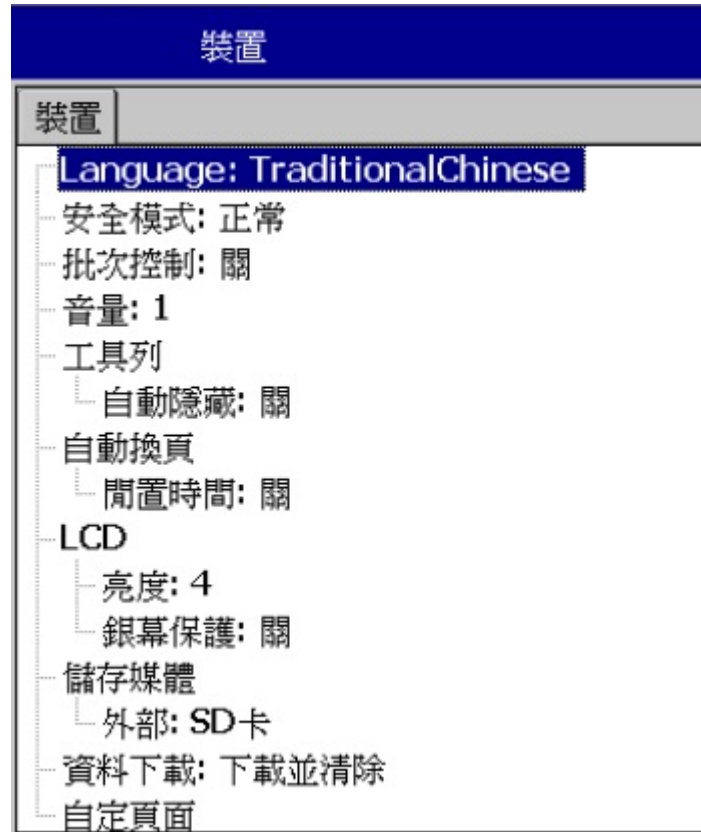 裝置
裝置
Language: TraditionalChinese
安全模式: 正常
批次控制: 關
音量: 1
工具列
自動隱藏: 關
自動換頁
閒置時間: 關
LCD
亮度: 4
銀幕保護: 關
儲存媒體
外部: SD卡
資料下載: 下載並清除
自定頁面